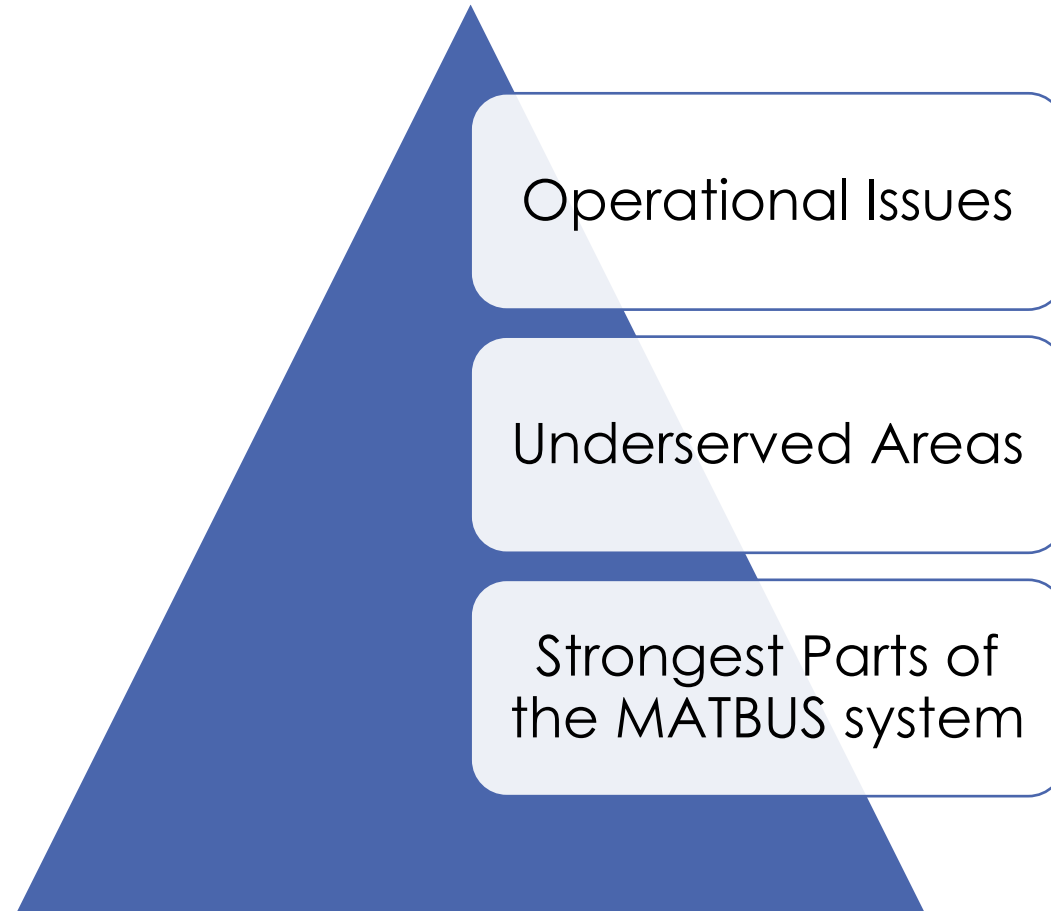 Operational Issues
Underserved Areas
Strongest Parts of
the MATBUS system